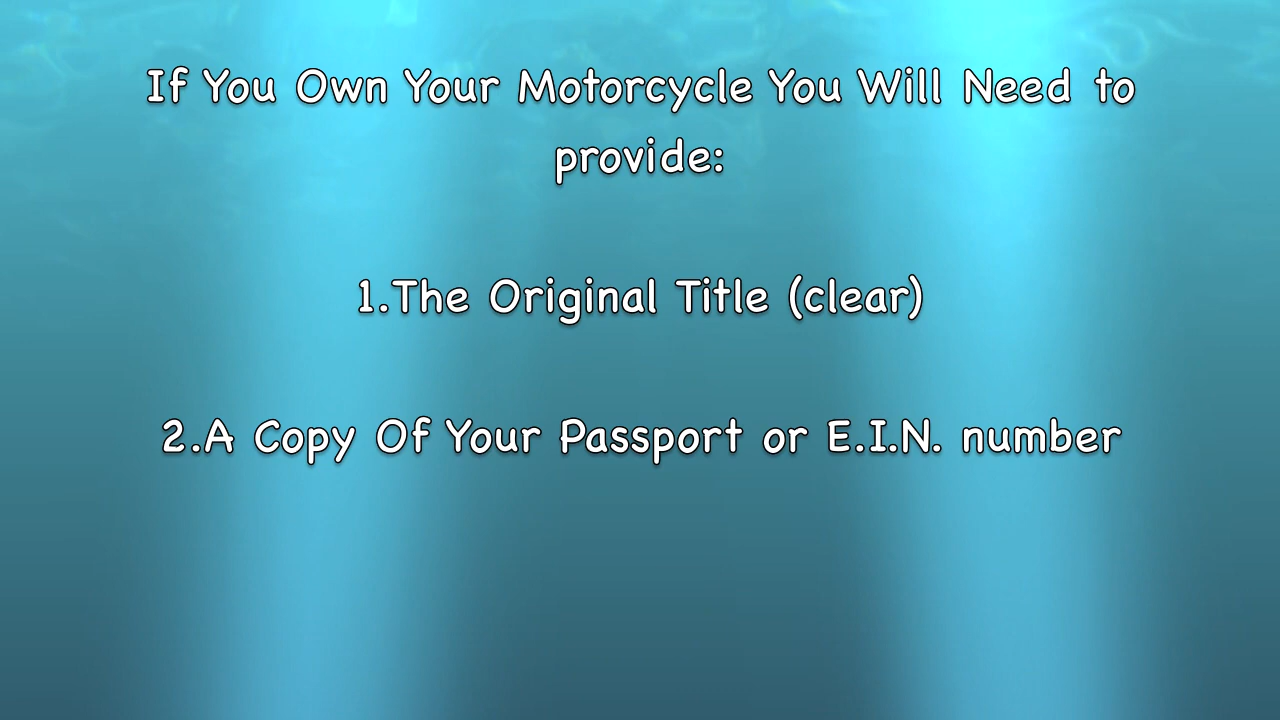 If You Own Your Motorcycle You Will Need to
provide:
1.The Original Title (clear)
2.A Copy Of Your Passport or E.I.N. number